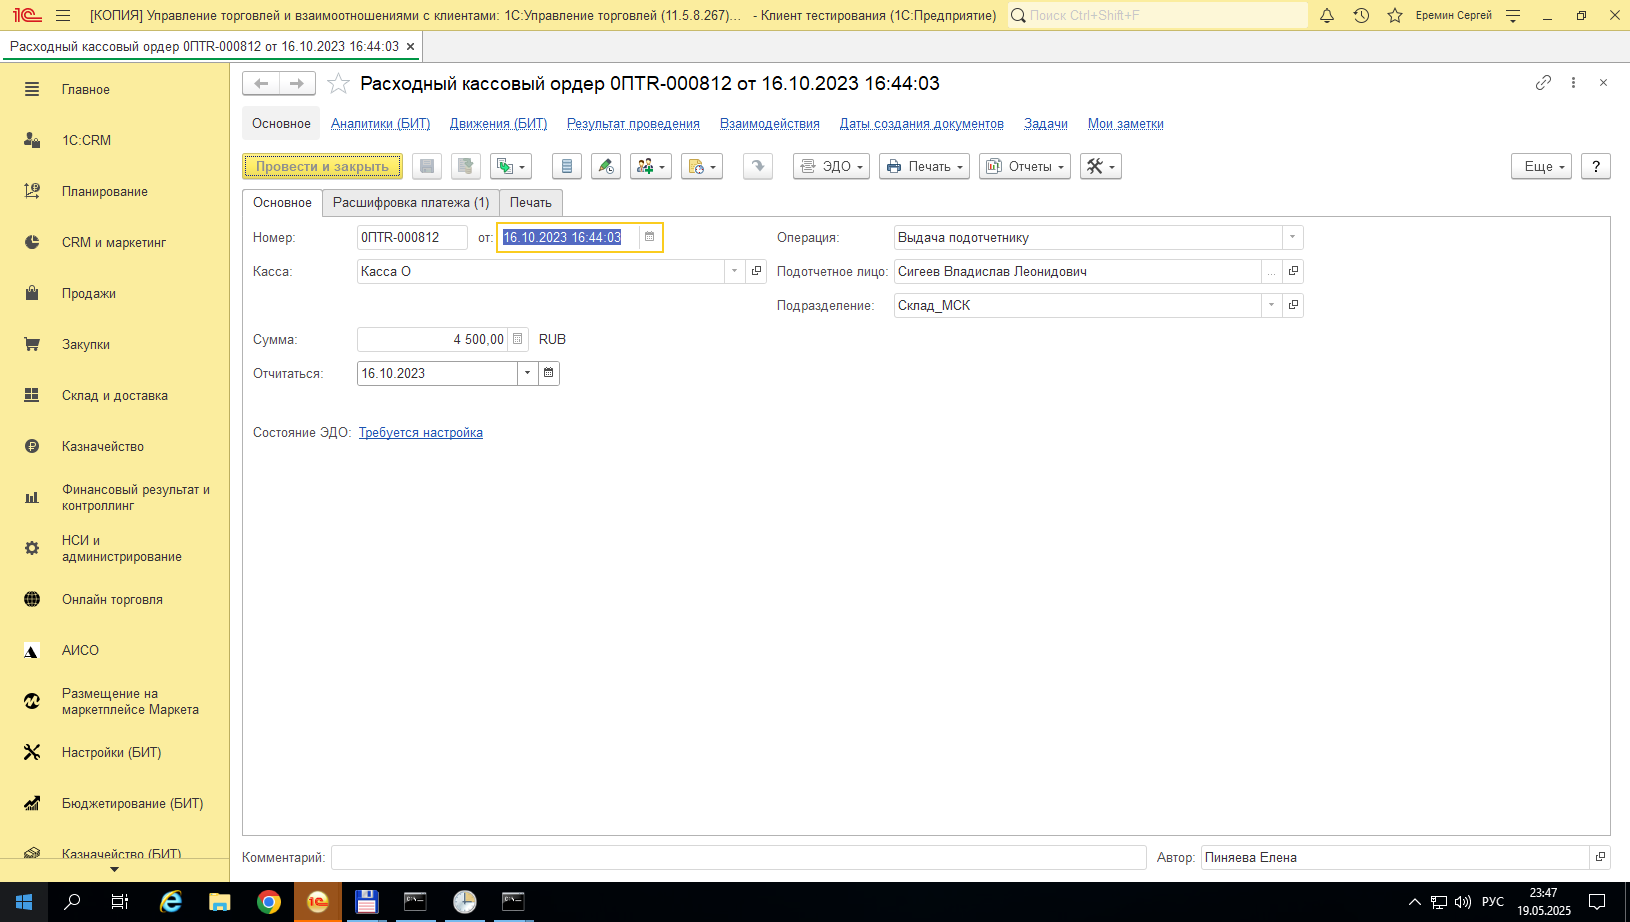 [КОПИЯ] Управление торговлей и взаимоотношениями с клиентами: 1С:Управление торговлей (11.5.8.267)... - Клиент тестирования (1С:Предприятие)
Поиск Ctrl+Shift+F
Еремин Сергей
Расходный кассовый ордер 0ПTR-000812 от 16.10.2023 16:44:03
Главное
1С:CRM
Планирование
CRM и маркетинг
Продажи
Закупки
Склад и доставка
Казначейство
Финансовый результат и
контроллинг
НСИ и
администрирование
Онлайн торговля
АИСО
Размещение на
маркетплейсе Маркета
Настройки (БИТ)
Бюджетирование (БИТ)
Казначейство (БИТ)
Расходный кассовый ордер 0ПTR-000812 от 16.10.2023 16:44:03
Основное Аналитики (БИТ) Движения (БИТ) Результат проведения Взаимодействия Даты создания документов Задачи Мои заметки
Провести и закрыть ЭДО Печать Отчеты Еще ?
Основное Расшифровка платежа (1) Печать
Номер: 0ПTR-000812 от: 16.10.2023 16:44:03 Операция: Выдача подотчетнику
Касса: Касса О Подотчетное лицо: Сигеев Владислав Леонидович
Подразделение: Склад_МСК
Сумма: 4 500,00 RUB
Отчитаться: 16.10.2023
Состояние ЭДО: Требуется настройка
Комментарий: Автор: Пиняева Елена
РУС
23:47
19.05.2025